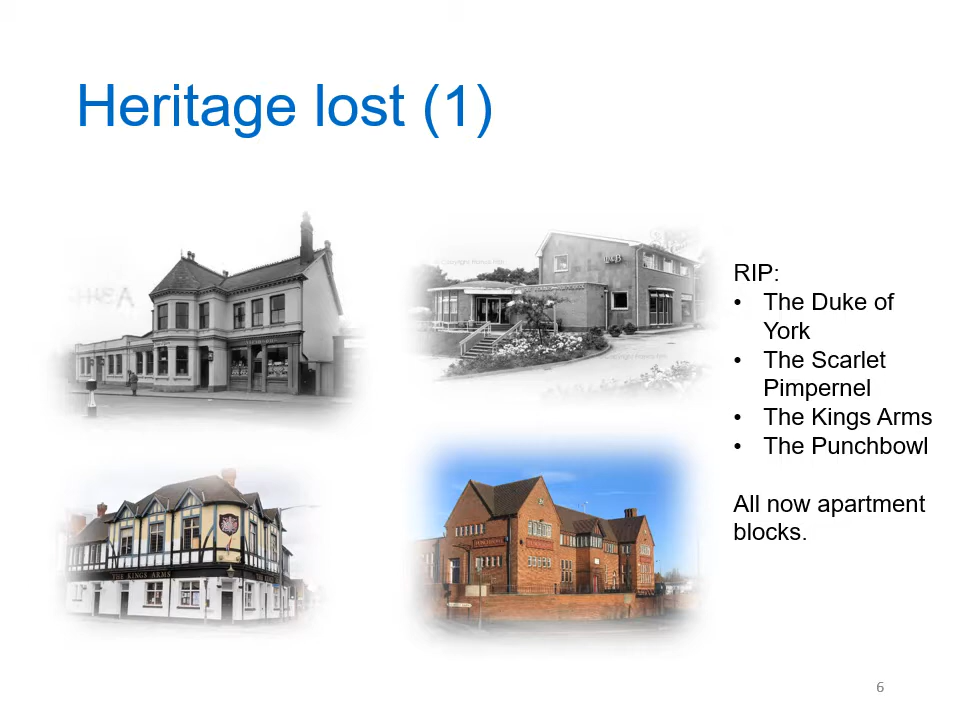 Heritage lost (1)
RIP:
• The Duke of
York
• The Scarlet
Pimpernel
• The Kings Arms
• The Punchbowl
All now apartment
blocks.
THE KINGS ARMS
6